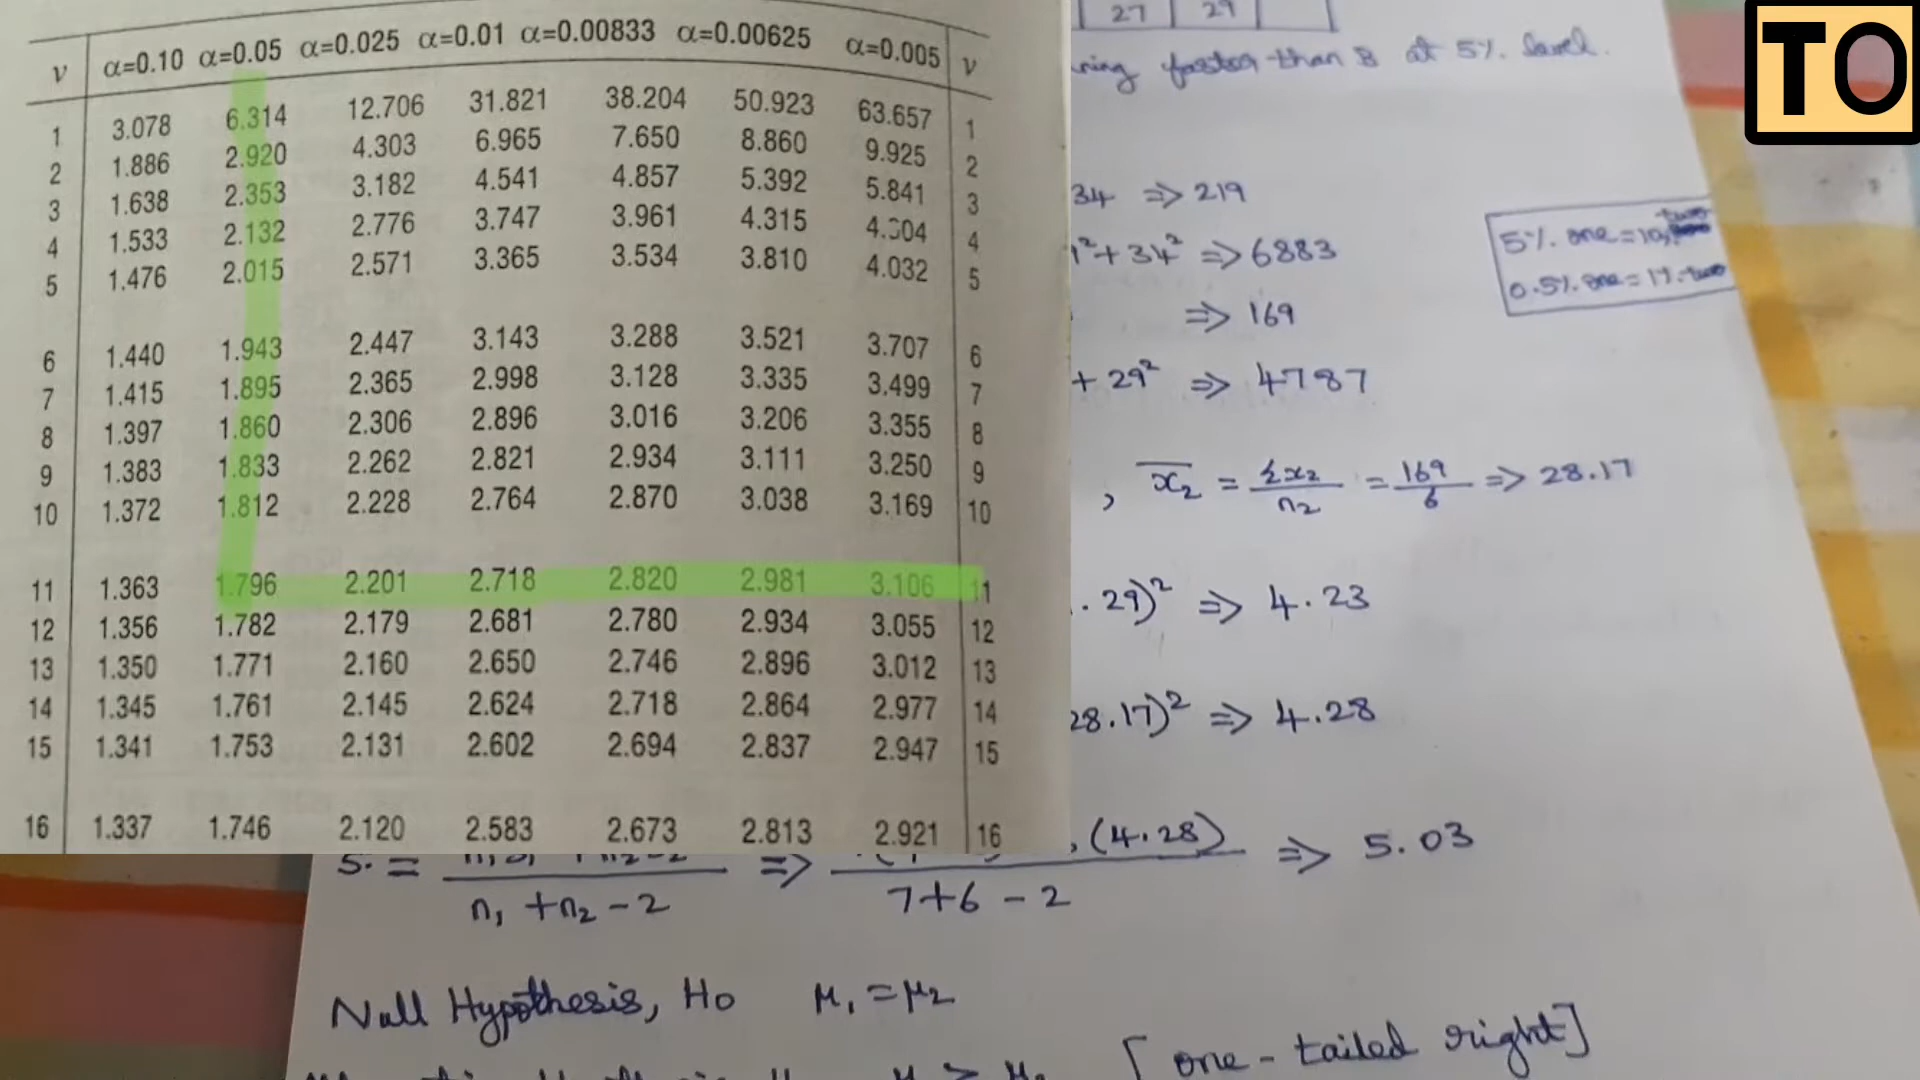 ν α=0.10 α=0.05 α=0.025 α=0.01 α=0.00833 α=0.00625 α=0.005 ν
1 3.078 6.314 12.706 31.821 38.204 50.923 63.657 1
2 1.886 2.920 4.303 6.965 7.650 8.860 9.925 2
3 1.638 2.353 3.182 4.541 4.857 5.392 5.841 3
4 1.533 2.132 2.776 3.747 3.961 4.315 4.604 4
5 1.476 2.015 2.571 3.365 3.534 3.810 4.032 5
6 1.440 1.943 2.447 3.143 3.288 3.521 3.707 6
7 1.415 1.895 2.365 2.998 3.128 3.335 3.499 7
8 1.397 1.860 2.306 2.896 3.016 3.206 3.355 8
9 1.383 1.833 2.262 2.821 2.934 3.111 3.250 9
10 1.372 1.812 2.228 2.764 2.870 3.038 3.169 10
11 1.363 1.796 2.201 2.718 2.820 2.981 3.106 11
12 1.356 1.782 2.179 2.681 2.780 2.934 3.055 12
13 1.350 1.771 2.160 2.650 2.746 2.896 3.012 13
14 1.345 1.761 2.145 2.624 2.718 2.864 2.977 14
15 1.341 1.753 2.131 2.602 2.694 2.837 2.947 15
16 1.337 1.746 2.120 2.583 2.673 2.813 2.921 16
TO
27 29
faster than B at 5% level.
34 => 219
1² + 34² => 6883
=> 169
+ 29² => 4787
5% one = 10% two
0.5% one = 1% two
, x̄₂ = Σx₂/n₂ = 169/6 => 28.17
.29)² => 4.23
28.17)² => 4.28
(4.28)
=> => 5.03
n₁ + n₂ - 2 7+6-2
Null Hypothesis, Ho μ₁ = μ₂
[one-tailed right]